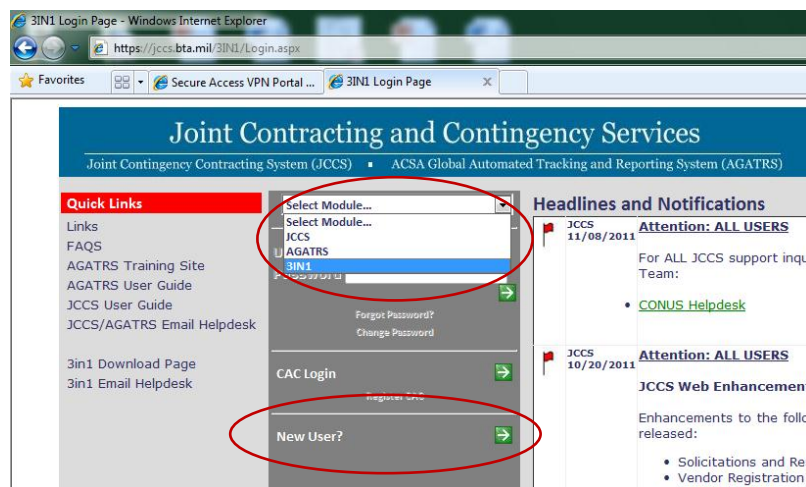 3IN1 Login Page - Windows Internet Explorer
https://jccs.bta.mil/3IN1/Login.aspx
Favorites
Secure Access VPN Portal ...
3IN1 Login Page
X
Joint Contracting and Contingency Services
Joint Contingency Contracting System (JCCS) ▪ ACSA Global Automated Tracking and Reporting System (AGATRS)
Quick Links
Links
FAQS
AGATRS Training Site
AGATRS User Guide
JCCS User Guide
JCCS/AGATRS Email Helpdesk
3in1 Download Page
3in1 Email Helpdesk
Select Module...
Select Module...
JCCS
AGATRS
3IN1
Password
Forgot Password?
Change Password
CAC Login
Register CAC
New User?
Headlines and Notifications
JCCS
11/08/2011
Attention: ALL USERS
For ALL JCCS support inqu
Team:
• CONUS Helpdesk
JCCS
10/20/2011
Attention: ALL USERS
JCCS Web Enhancemen
Enhancements to the follo
released:
• Solicitations and Re
• Vendor Registration